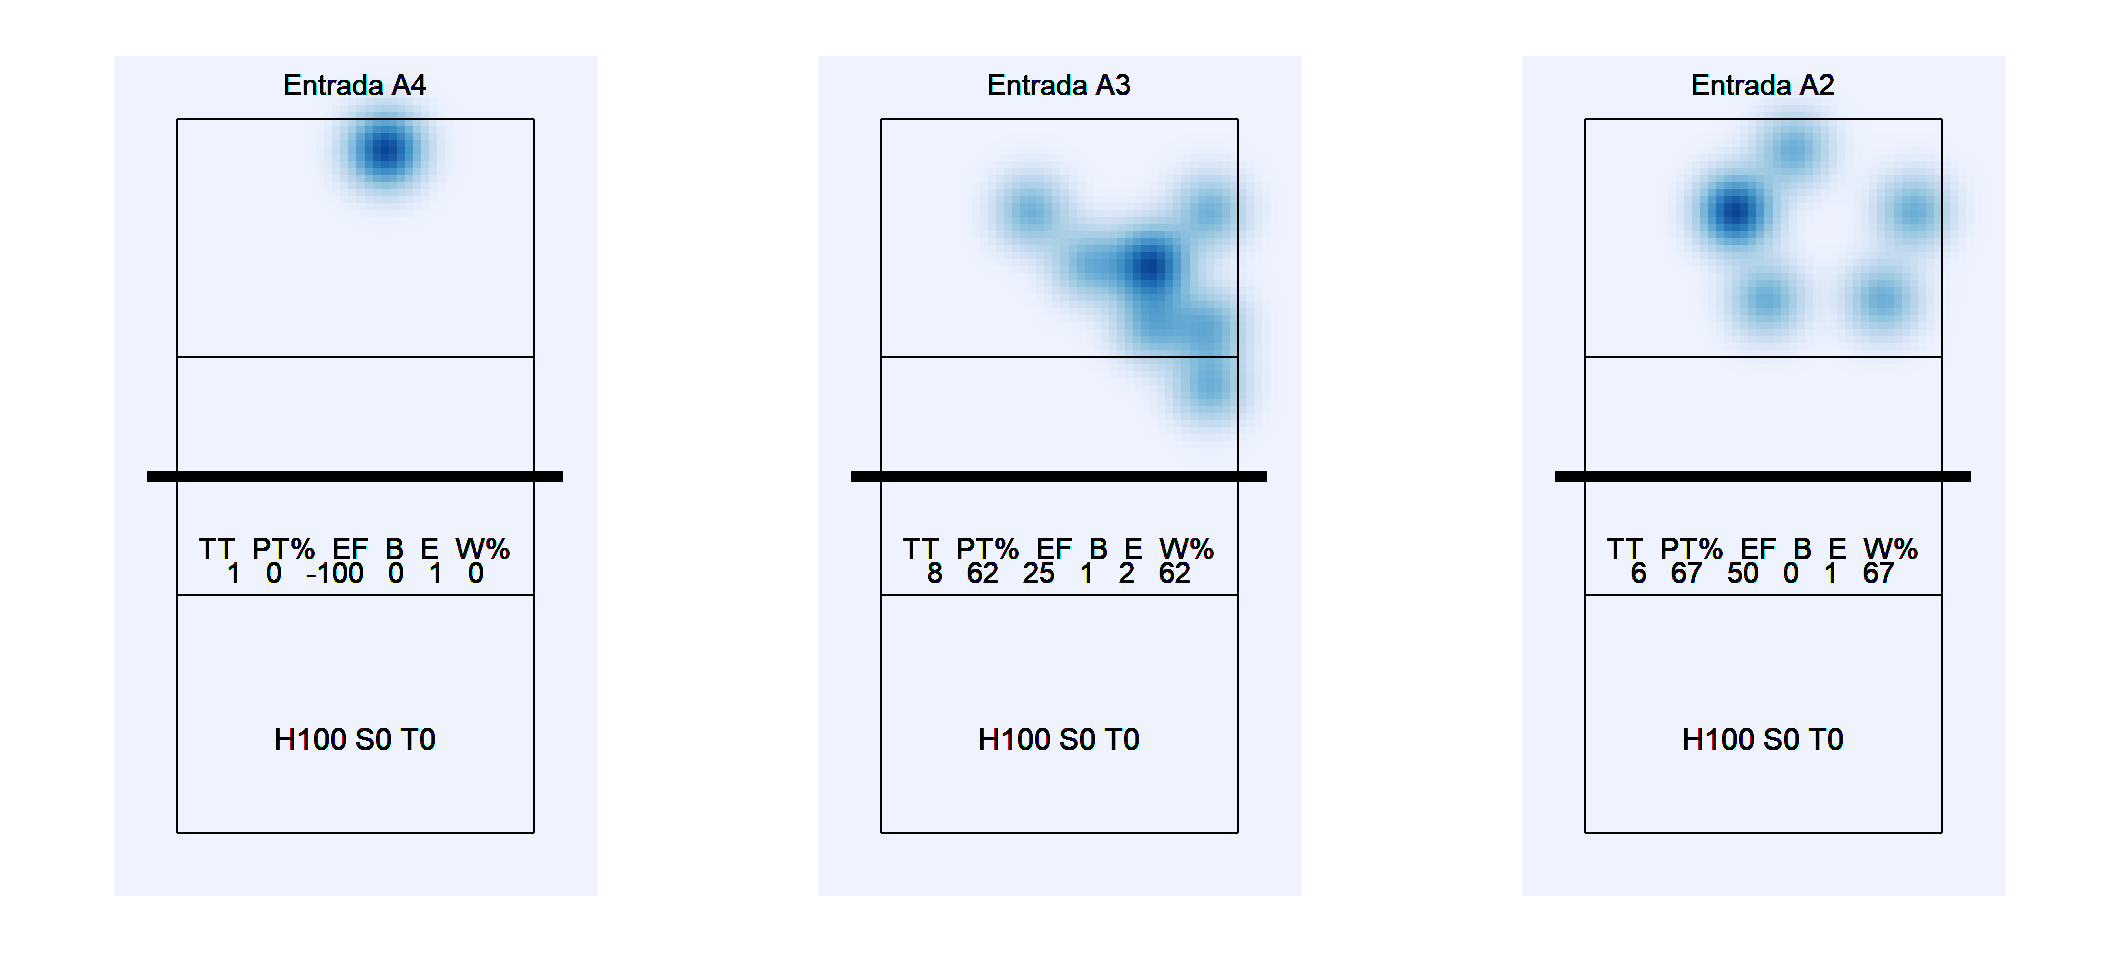 Entrada A4
TT PT% EF B E W%
1 0 -100 0 1 0
H100 S0 T0
Entrada A3
TT PT% EF B E W%
8 62 25 1 2 62
H100 S0 T0
Entrada A2
TT PT% EF B E W%
6 67 50 0 1 67
H100 S0 T0